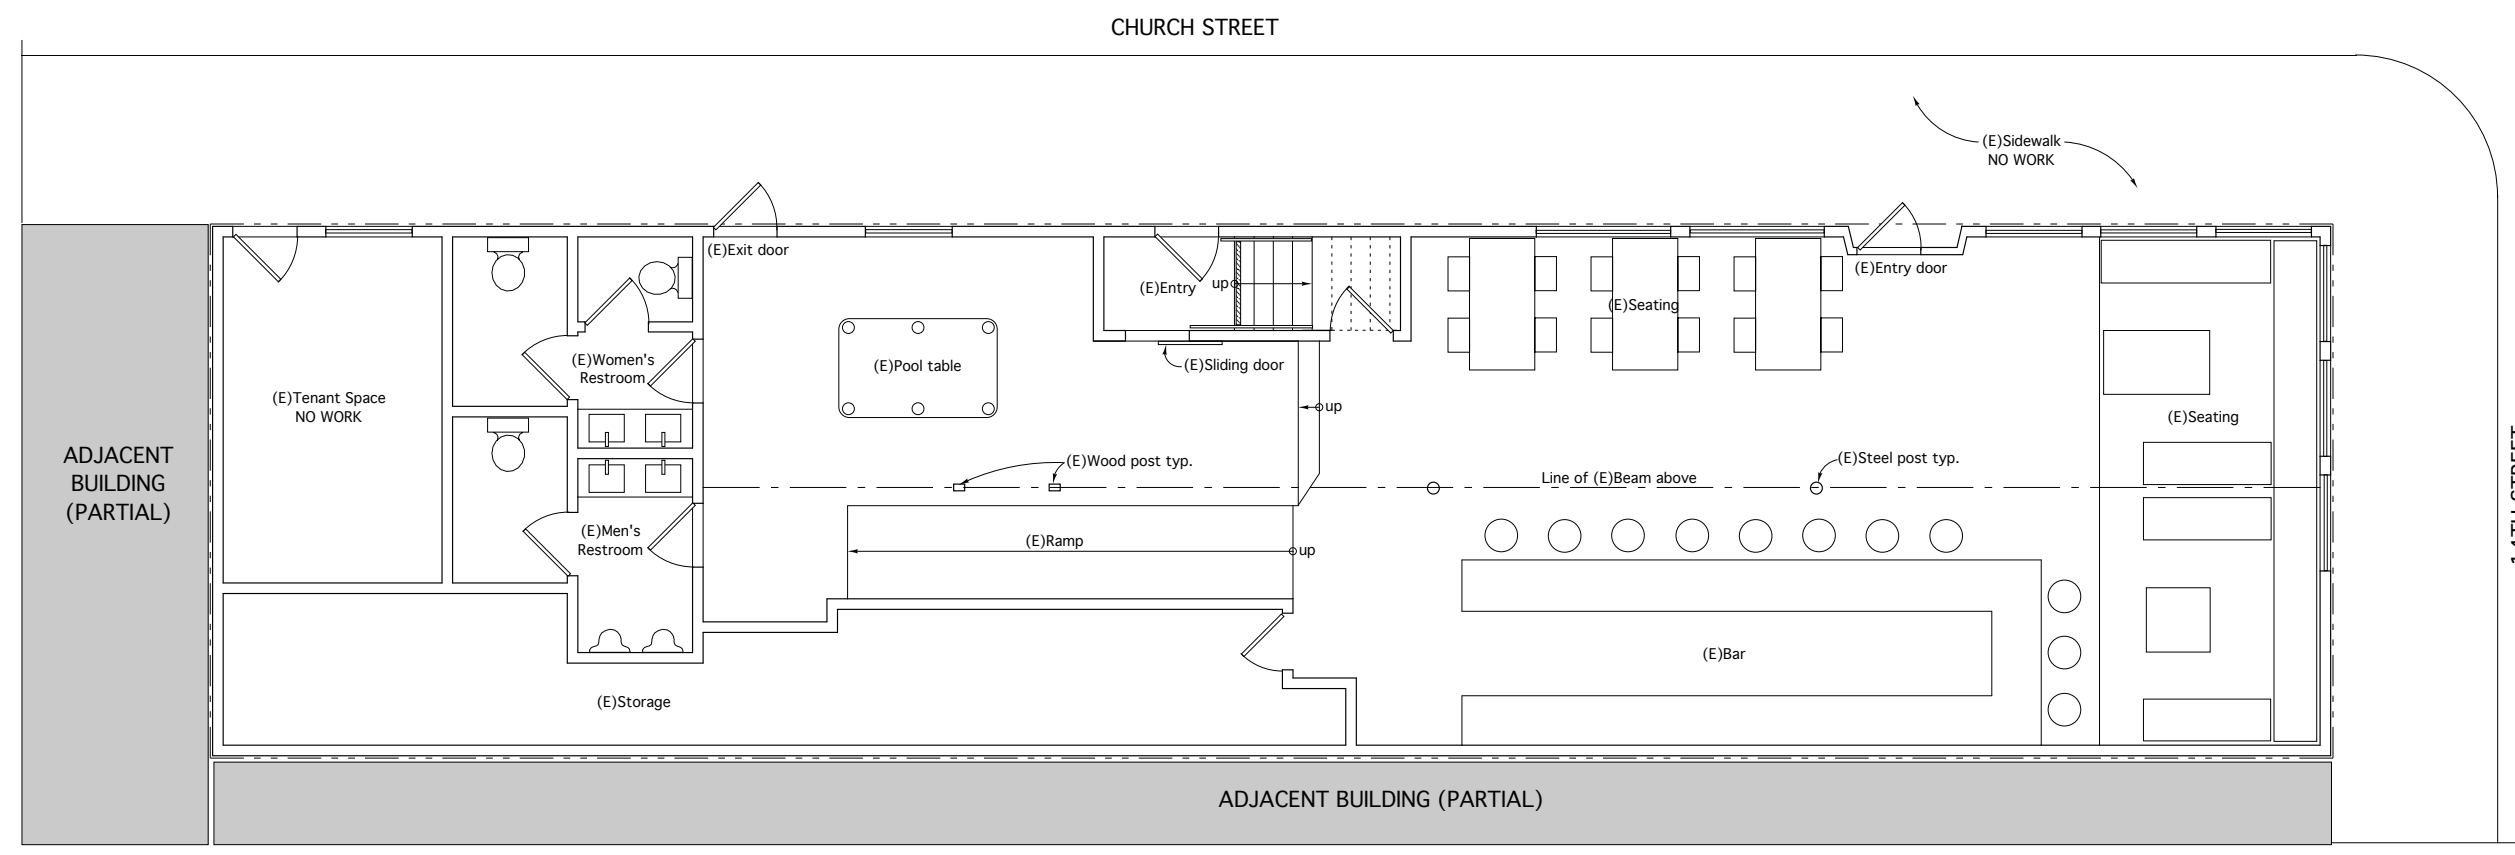 CHURCH STREET
(E)Sidewalk
NO WORK
(E)Exit door
(E)Entry
up
(E)Entry door
(E)Seating
(E)Women's
Restroom
(E)Pool table
(E)Sliding door
(E)Tenant Space
NO WORK
up
(E)Seating
ADJACENT
BUILDING
(PARTIAL)
(E)Wood post typ.
Line of (E)Beam above
(E)Steel post typ.
(E)Men's
Restroom
(E)Ramp
up
14TH STREET
(E)Bar
(E)Storage
ADJACENT BUILDING (PARTIAL)